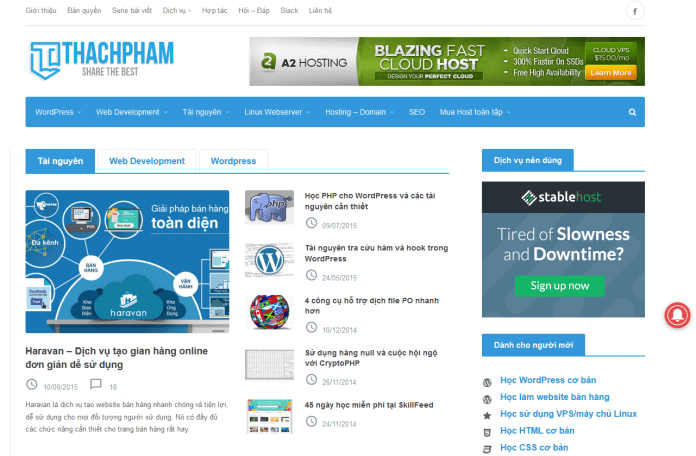 Giới thiệu Bản quyền Serie bài viết Dịch vụ Hợp tác Hỏi – Đáp Slack Liên hệ
THACHPHAM
SHARE THE BEST
A2 HOSTING
BLAZING FAST
CLOUD HOST
DESIGN YOUR PERFECT CLOUD
- Quick Start Cloud
- 300% Faster On SSDs
- Free High Availability
CLOUD VPS
$15.00/mo
Learn More
WordPress Web Development Tài nguyên Linux Webserver Hosting – Domain SEO Mua Host toàn tập
Tài nguyên Web Development Wordpress
Giải pháp bán hàng
toàn diện
Đa kênh
POS
BÁN
HÀNG
VẬN
HÀNH
haravan
Haravan – Dịch vụ tạo gian hàng online
đơn giản dễ sử dụng
10/08/2015 18
Haravan là dịch vụ tạo website bán hàng nhanh chóng và tiện lợi,
dễ sử dụng cho mọi đối tượng người sử dụng. Nó có đầy đủ
các chức năng cần thiết cho trang bán hàng rất hay.
php
Học PHP cho WordPress và các tài
nguyên cần thiết
09/07/2015
Tài nguyên tra cứu hàm và hook trong
WordPress
24/05/2015
4 công cụ hỗ trợ dịch file PO nhanh
hơn
10/12/2014
Sử dụng hàng null và cuộc hội ngộ
với CryptoPHP
26/11/2014
45 ngày học miễn phí tại SkillFeed
24/11/2014
Dịch vụ nên dùng
stablehost
Tired of Slowness
and Downtime?
Sign up now
Dành cho người mới
Học WordPress cơ bản
Học làm website bán hàng
Học sử dụng VPS/máy chủ Linux
Học HTML cơ bản
Học CSS cơ bản